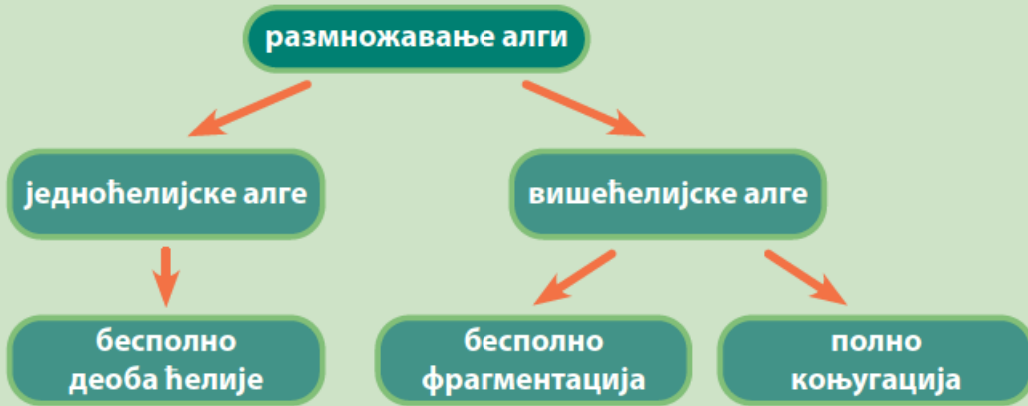 размножавање алги
једноћелијске алге
вишећелијске алге
бесполно
деоба ћелије
бесполно
фрагментација
полно
коњугација